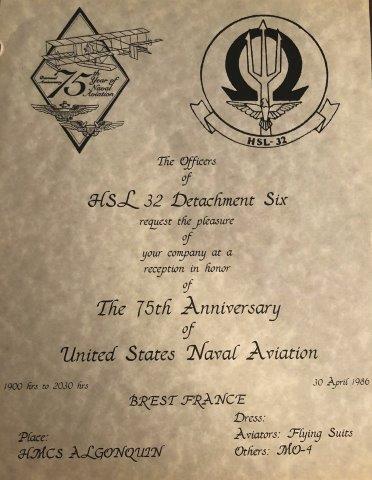 75th
Year of
Naval
Aviation
HSL-32
The Officers
of
HSL 32 Detachment Six
request the pleasure
of
your company at a
reception in honor
of
The 75th Anniversary
of
United States Naval Aviation
1900 hrs to 2030 hrs
30 April 1986
BREST FRANCE
Place:
HMCS ALGONQUIN
Dress:
Aviators: Flying Suits
Others: MO-4